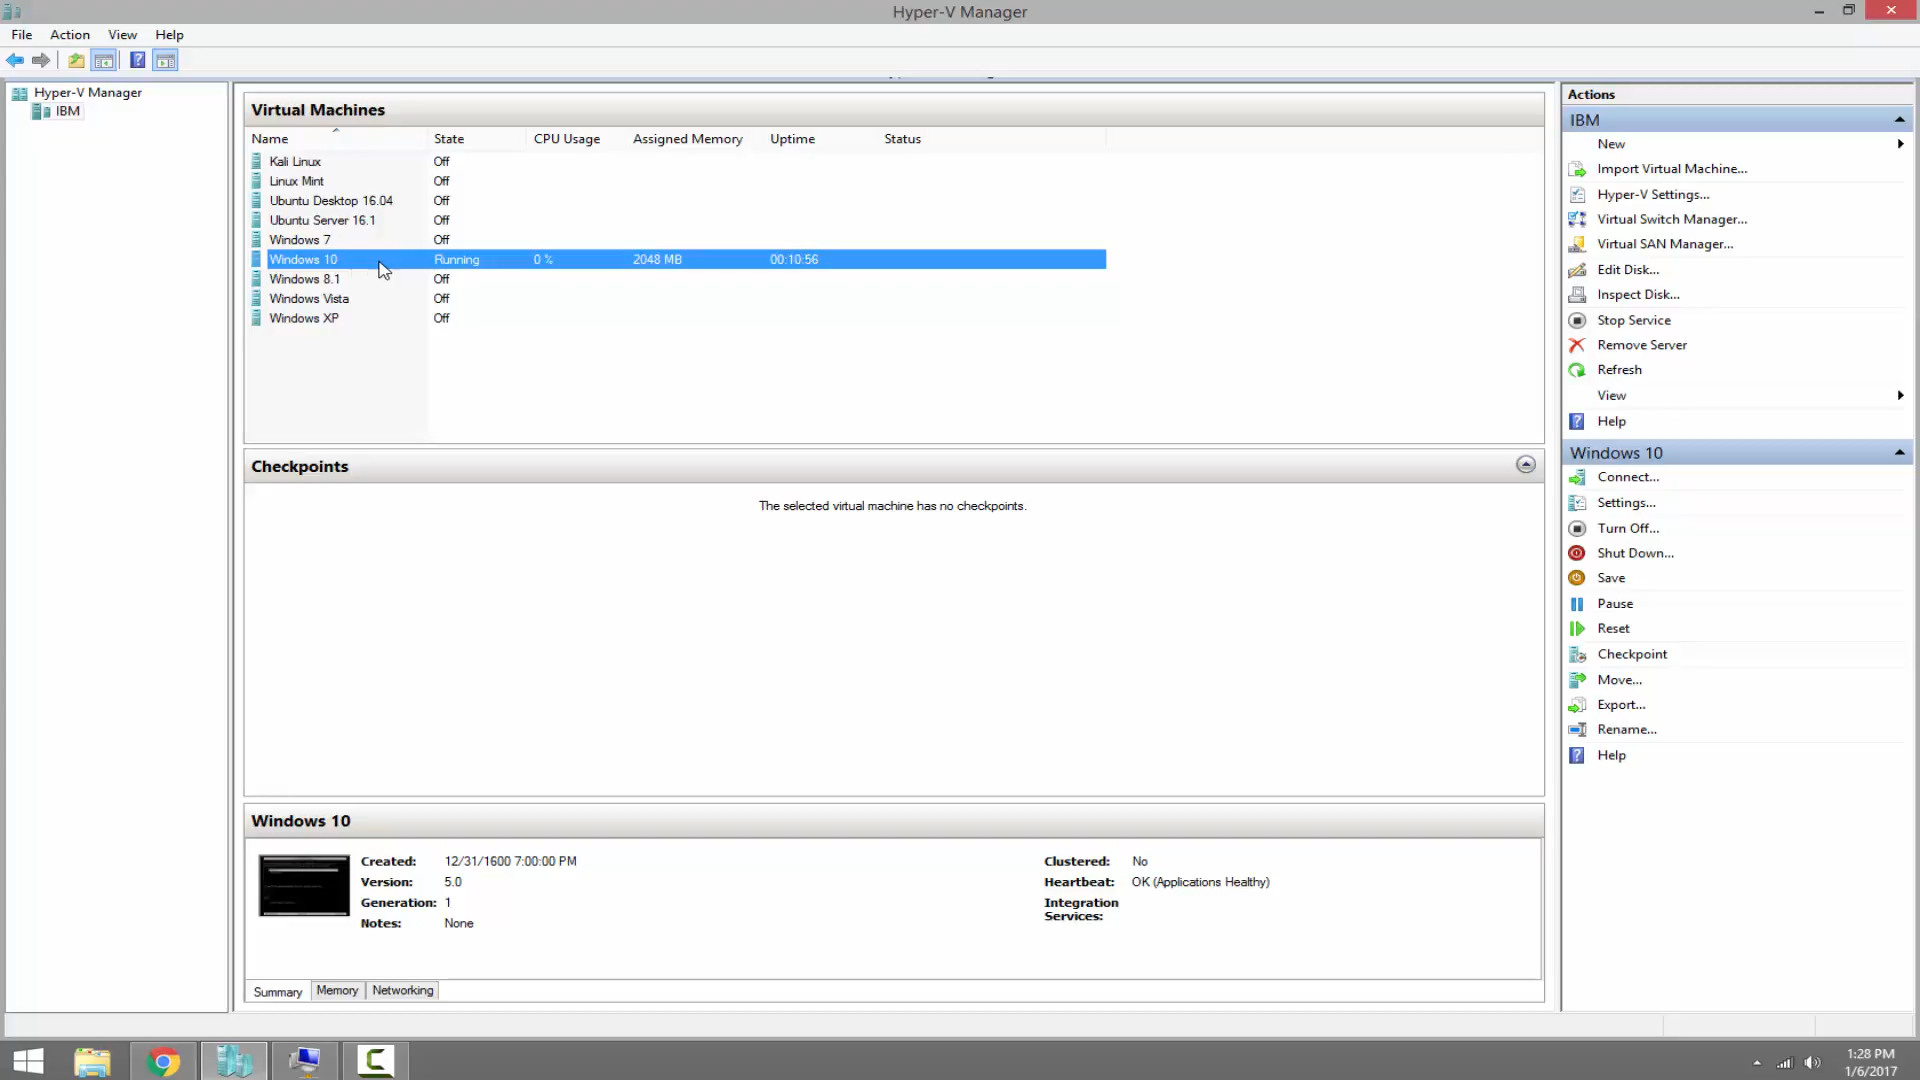 Hyper-V Manager
File Action View Help
Hyper-V Manager
IBM
Virtual Machines
Name State CPU Usage Assigned Memory Uptime Status
Kali Linux Off
Linux Mint Off
Ubuntu Desktop 16.04 Off
Ubuntu Server 16.1 Off
Windows 7 Off
Windows 10 Running 0 % 2048 MB 00:10:56
Windows 8.1 Off
Windows Vista Off
Windows XP Off
Checkpoints
The selected virtual machine has no checkpoints.
Windows 10
Created: 12/31/1600 7:00:00 PM
Version: 5.0
Generation: 1
Notes: None
Clustered: No
Heartbeat: OK (Applications Healthy)
Integration
Services:
Summary Memory Networking
Actions
IBM
New
Import Virtual Machine...
Hyper-V Settings...
Virtual Switch Manager...
Virtual SAN Manager...
Edit Disk...
Inspect Disk...
Stop Service
Remove Server
Refresh
View
Help
Windows 10
Connect...
Settings...
Turn Off...
Shut Down...
Save
Pause
Reset
Checkpoint
Move...
Export...
Rename...
Help
1:28 PM
1/6/2017